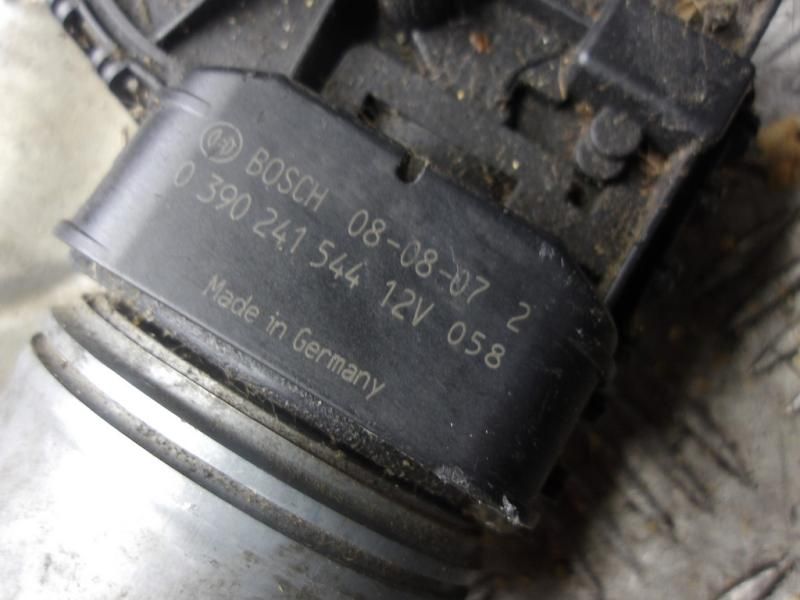 BOSCH 08-08-07 2
0 390 241 544 12V 058
Made in Germany